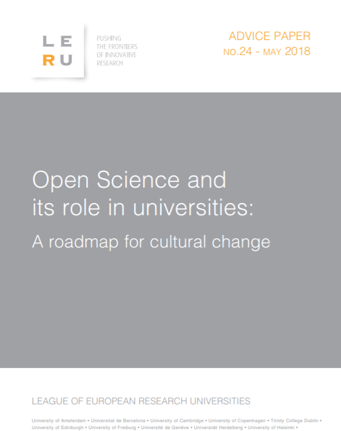 L E
R U
PUSHING
THE FRONTIERS
OF INNOVATIVE
RESEARCH
ADVICE PAPER
NO.24 - MAY 2018
Open Science and
its role in universities:
A roadmap for cultural change
LEAGUE OF EUROPEAN RESEARCH UNIVERSITIES
University of Amsterdam • Universitat de Barcelona • University of Cambridge • University of Copenhagen • Trinity College Dublin •
University of Edinburgh • University of Freiburg • Université de Genève • Universität Heidelberg • University of Helsinki •